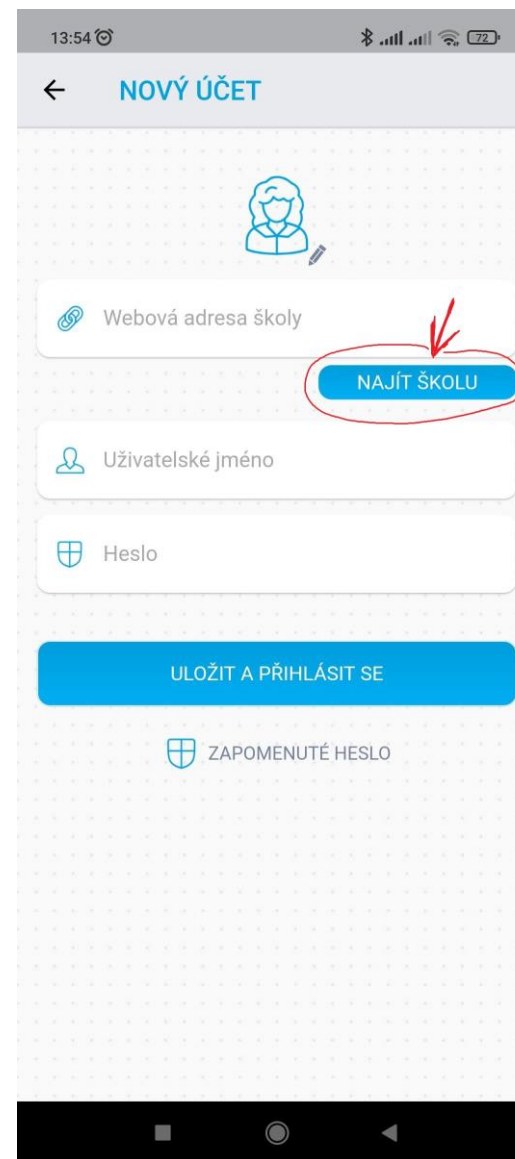 13:54
72
NOVÝ ÚČET
Webová adresa školy
NAJÍT ŠKOLU
Uživatelské jméno
Heslo
ULOŽIT A PŘIHLÁSIT SE
ZAPOMENUTÉ HESLO